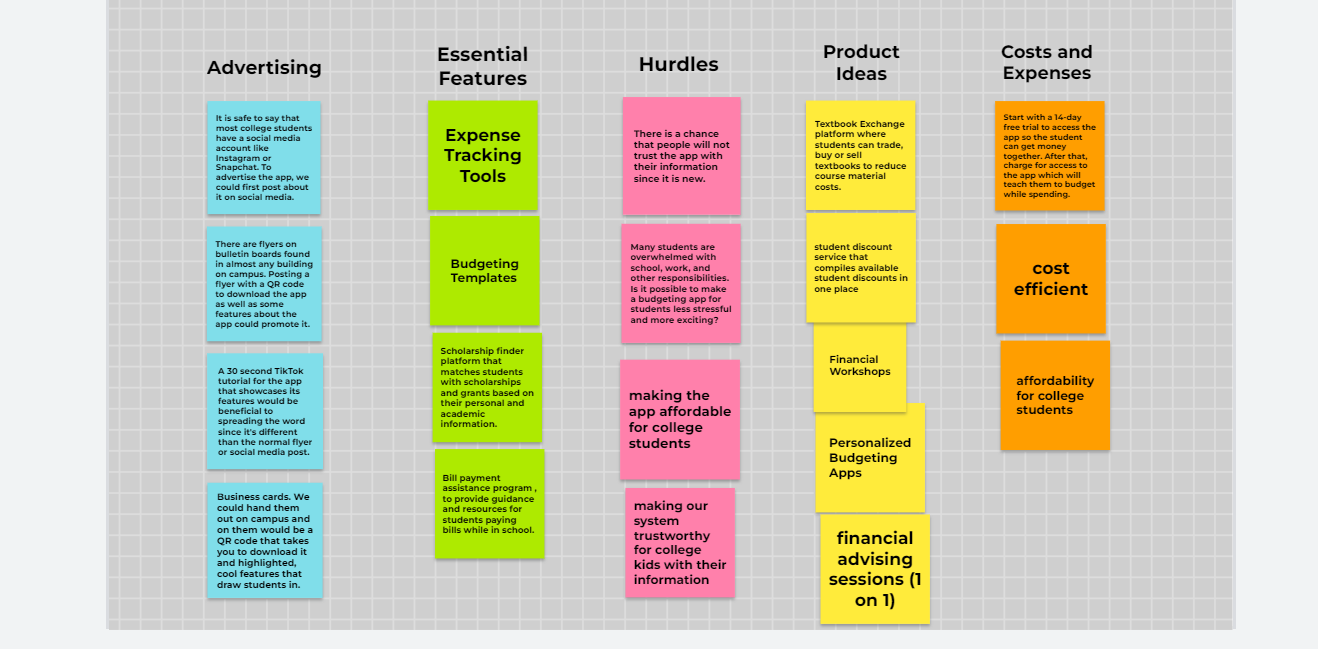 Advertising
It is safe to say that
most college students
have a social media
account like
Instagram or
Snapchat. To
advertise the app, we
could first post about
it on social media.
There are flyers on
bulletin boards found
in almost any building
on campus. Posting a
flyer with a QR code
to download the app
as well as some
features about the
app could promote it.
A 30 second TikTok
tutorial for the app
that showcases its
features would be
beneficial to
spreading the word
since it's different
than the normal flyer
or social media post.
Business cards. We
could hand them
out on campus and
on them would be a
QR code that takes
you to download it
and highlighted,
cool features that
draw students in.
Essential
Features
Expense
Tracking
Tools
Budgeting
Templates
Scholarship finder
platform that
matches students
with scholarships
and grants based on
their personal and
academic
information.
Bill payment
assistance program ,
to provide guidance
and resources for
students paying
bills while in school.
Hurdles
There is a chance
that people will not
trust the app with
their information
since it is new.
Many students are
overwhelmed with
school, work, and
other responsibilities.
Is it possible to make
a budgeting app for
students less stressful
and more exciting?
making the
app affordable
for college
students
making our
system
trustworthy
for college
kids with their
information
Product
Ideas
Textbook Exchange
platform where
students can trade,
buy or sell
textbooks to reduce
course material
costs.
student discount
service that
compiles available
student discounts in
one place
Financial
Workshops
Personalized
Budgeting
Apps
financial
advising
sessions (1
on 1)
Costs and
Expenses
Start with a 14-day
free trial to access the
app so the student
can get money
together. After that,
charge for access to
the app which will
teach them to budget
while spending.
cost
efficient
affordability
for college
students